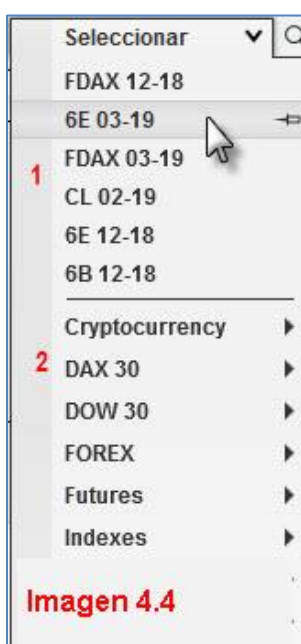 Seleccionar
FDAX 12-18
6E 03-19
1 FDAX 03-19
CL 02-19
6E 12-18
6B 12-18
Cryptocurrency
2 DAX 30
DOW 30
FOREX
Futures
Indexes
Imagen 4.4